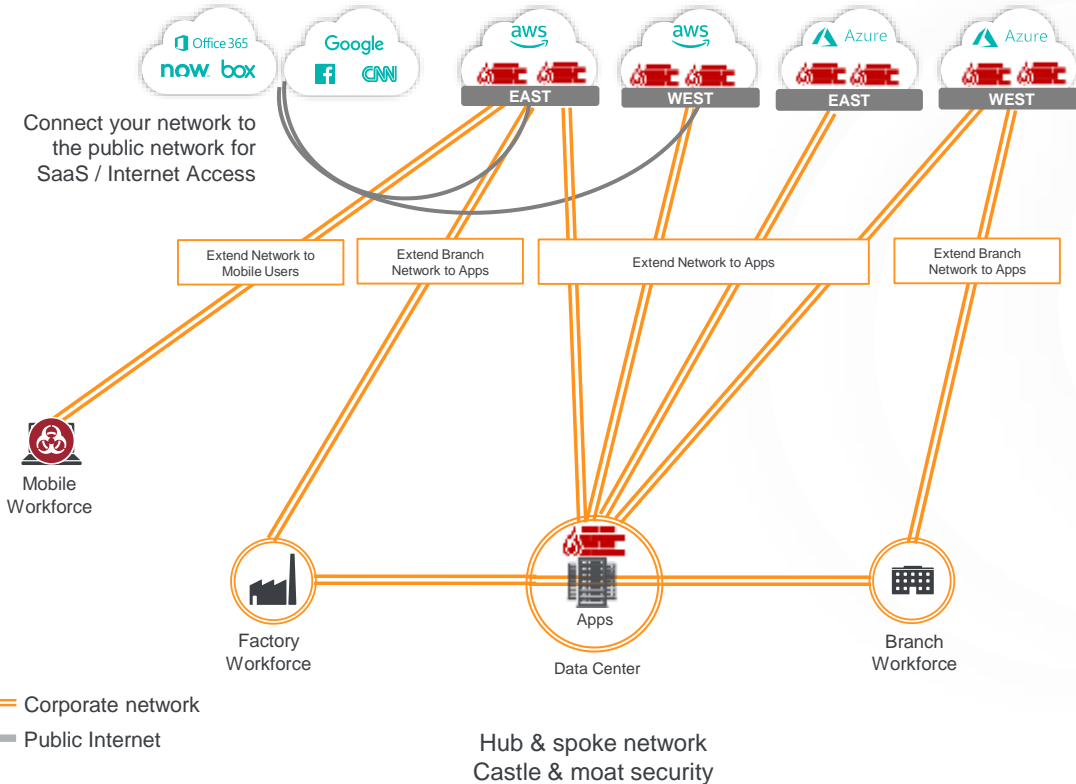 Office 365
now box
Google
CNN
aws
EAST
aws
WEST
Azure
EAST
Azure
WEST
Connect your network to
the public network for
SaaS / Internet Access
Extend Network to
Mobile Users
Extend Branch
Network to Apps
Extend Network to Apps
Extend Branch
Network to Apps
Mobile
Workforce
Factory
Workforce
Apps
Data Center
Branch
Workforce
Corporate network
Public Internet
Hub & spoke network
Castle & moat security